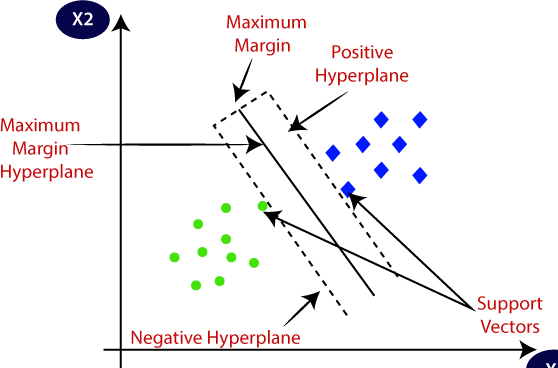 X2
Maximum
Margin
Positive
Hyperplane
Maximum
Margin
Hyperplane
Support
Vectors
Negative Hyperplane